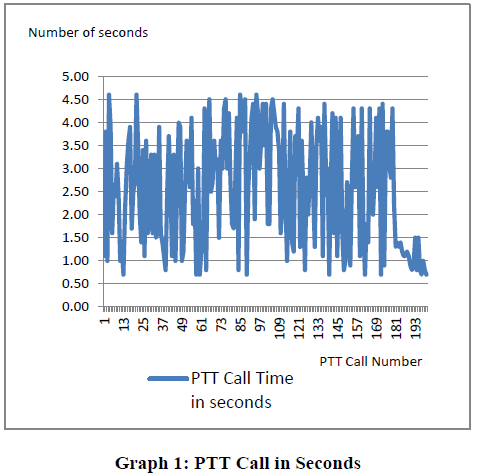 Number of seconds
5.00
4.50
4.00
3.50
3.00
2.50
2.00
1.50
1.00
0.50
0.00
1 13 25 37 49 61 73 85 97 109 121 133 145 157 169 181 193
PTT Call Number
PTT Call Time
in seconds
Graph 1: PTT Call in Seconds